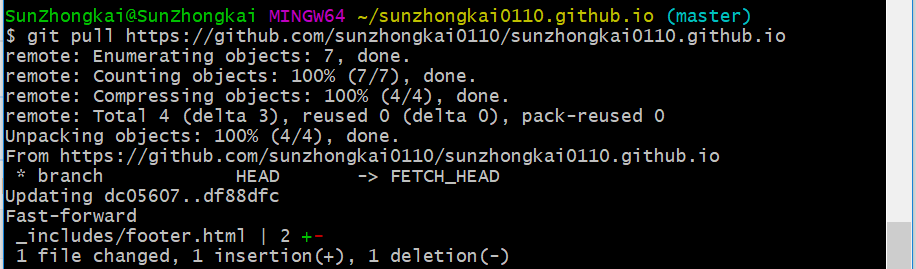 SunZhongkai@SunZhongkai MINGW64 ~/sunzhongkai0110.github.io (master)
$ git pull https://github.com/sunzhongkai0110/sunzhongkai0110.github.io
remote: Enumerating objects: 7, done.
remote: Counting objects: 100% (7/7), done.
remote: Compressing objects: 100% (4/4), done.
remote: Total 4 (delta 3), reused 0 (delta 0), pack-reused 0
Unpacking objects: 100% (4/4), done.
From https://github.com/sunzhongkai0110/sunzhongkai0110.github.io
 * branch            HEAD       -> FETCH_HEAD
Updating dc05607..df88dfc
Fast-forward
 _includes/footer.html | 2 +-
 1 file changed, 1 insertion(+), 1 deletion(-)